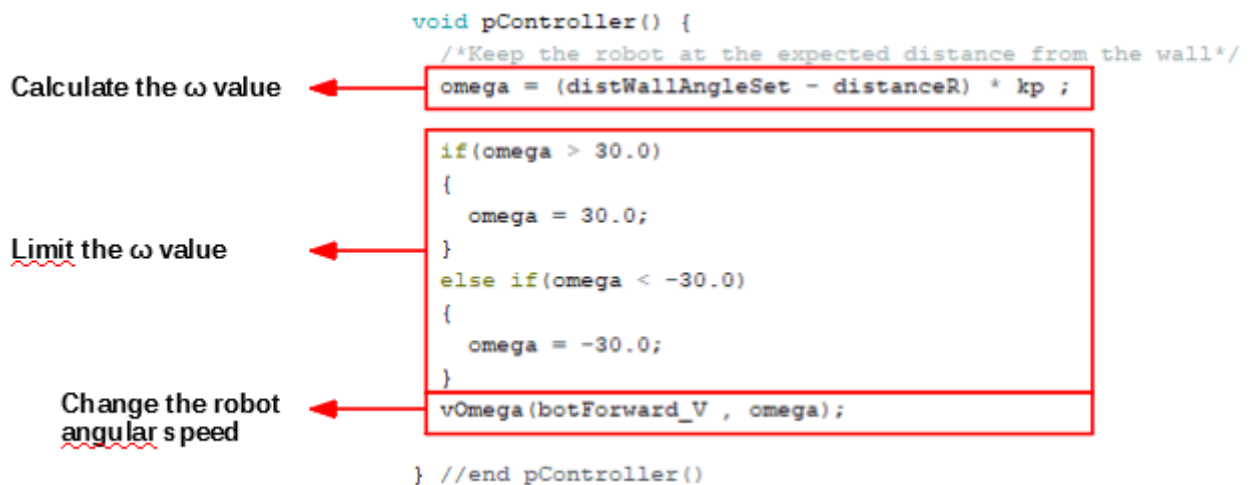 void pController() {
/*Keep the robot at the expected distance from the wall*/
Calculate the ω value
omega = (distWallAngleSet - distanceR) * kp ;
if(omega > 30.0)
{
omega = 30.0;
Limit the ω value
}
else if(omega < -30.0)
{
omega = -30.0;
}
Change the robot
angular speed
vOmega(botForward_V , omega);
} //end pController()